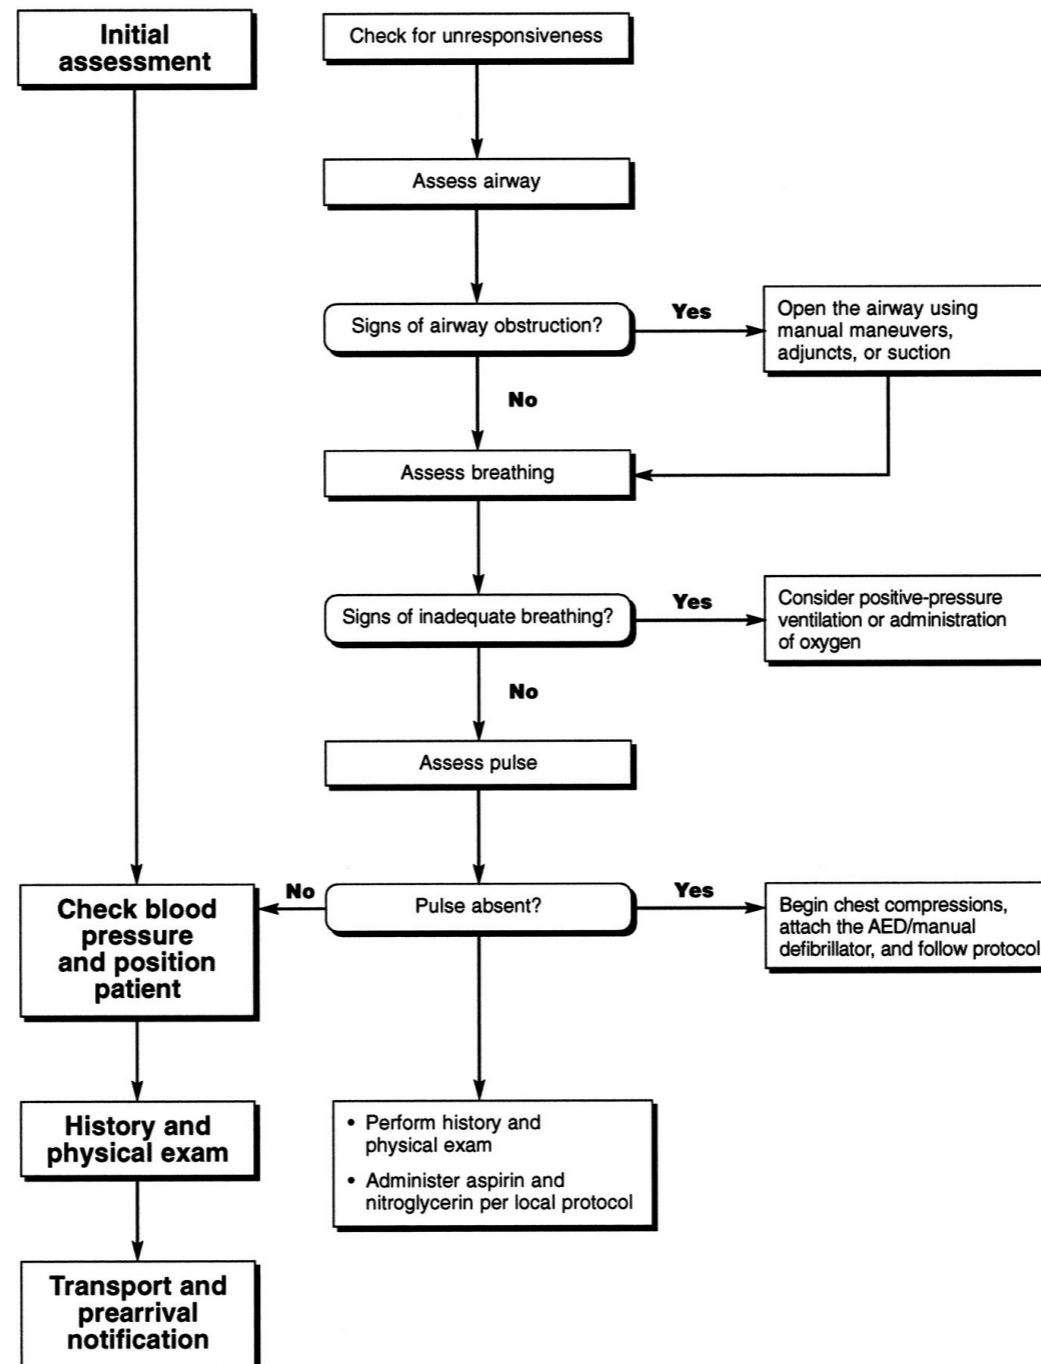 Initial
assessment
Check for unresponsiveness
Assess airway
Signs of airway obstruction?
Yes
Open the airway using
manual maneuvers,
adjuncts, or suction
No
Assess breathing
Signs of inadequate breathing?
Yes
Consider positive-pressure
ventilation or administration
of oxygen
No
Assess pulse
Check blood
pressure
and position
patient
No
Pulse absent?
Yes
Begin chest compressions,
attach the AED/manual
defibrillator, and follow protocol
History and
physical exam
• Perform history and
physical exam
• Administer aspirin and
nitroglycerin per local protocol
Transport and
prearrival
notification